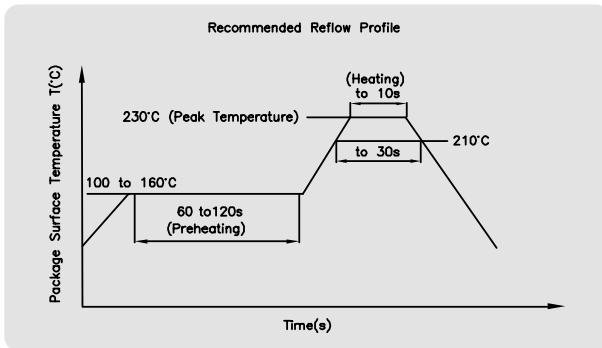 Recommended Reflow Profile
Package Surface Temperature T(°C)
(Heating)
to 10s
230°C (Peak Temperature)
210°C
to 30s
100 to 160°C
60 to120s
(Preheating)
Time(s)